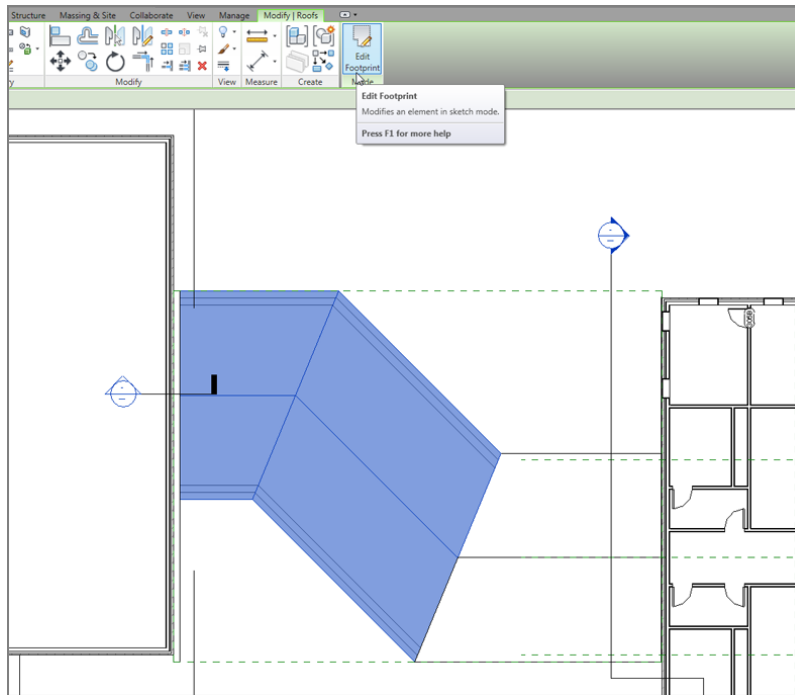 Structure Massing & Site Collaborate View Manage Modify | Roofs
Edit
Footprint
Modify View Measure Create Mode
Edit Footprint
Modifies an element in sketch mode.
Press F1 for more help